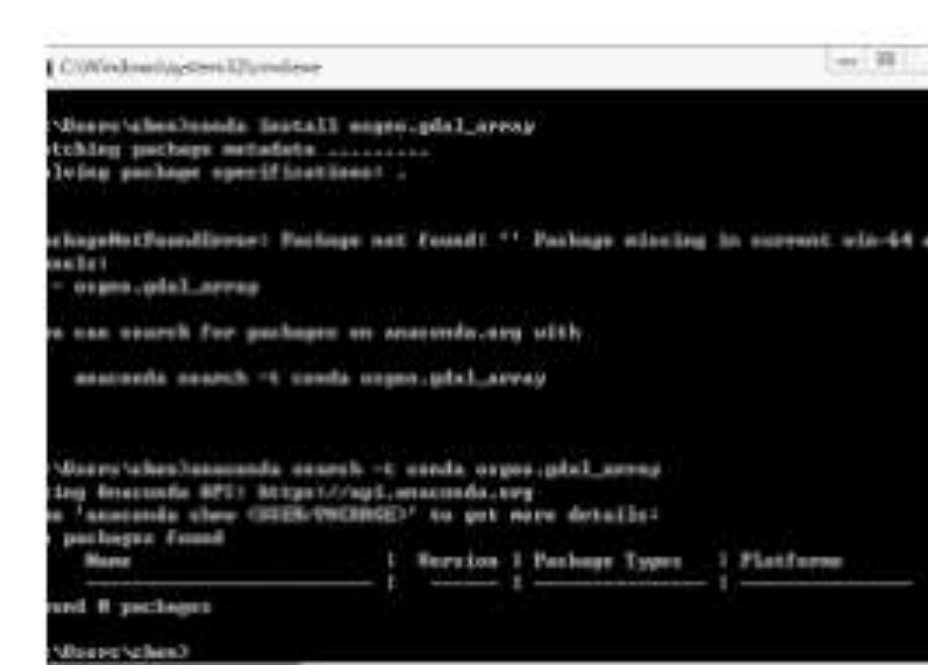 C:\Windows\system32\cmd.exe
\Users\chen>conda install osgeo.gdal_array
tching package metadata .........
lving package specifications: .
ckageNotFoundError: Package not found: '' Package missing in current win-64 c
nnels:
- osgeo.gdal_array
u can search for packages on anaconda.org with
anaconda search -t conda osgeo.gdal_array
\Users\chen>anaconda search -t conda osgeo.gdal_array
ing Anaconda API: https://api.anaconda.org
n 'anaconda show <USER/PACKAGE>' to get more details:
packages found
Name | Version | Package Types | Platforms
und 0 packages
\Users\chen>